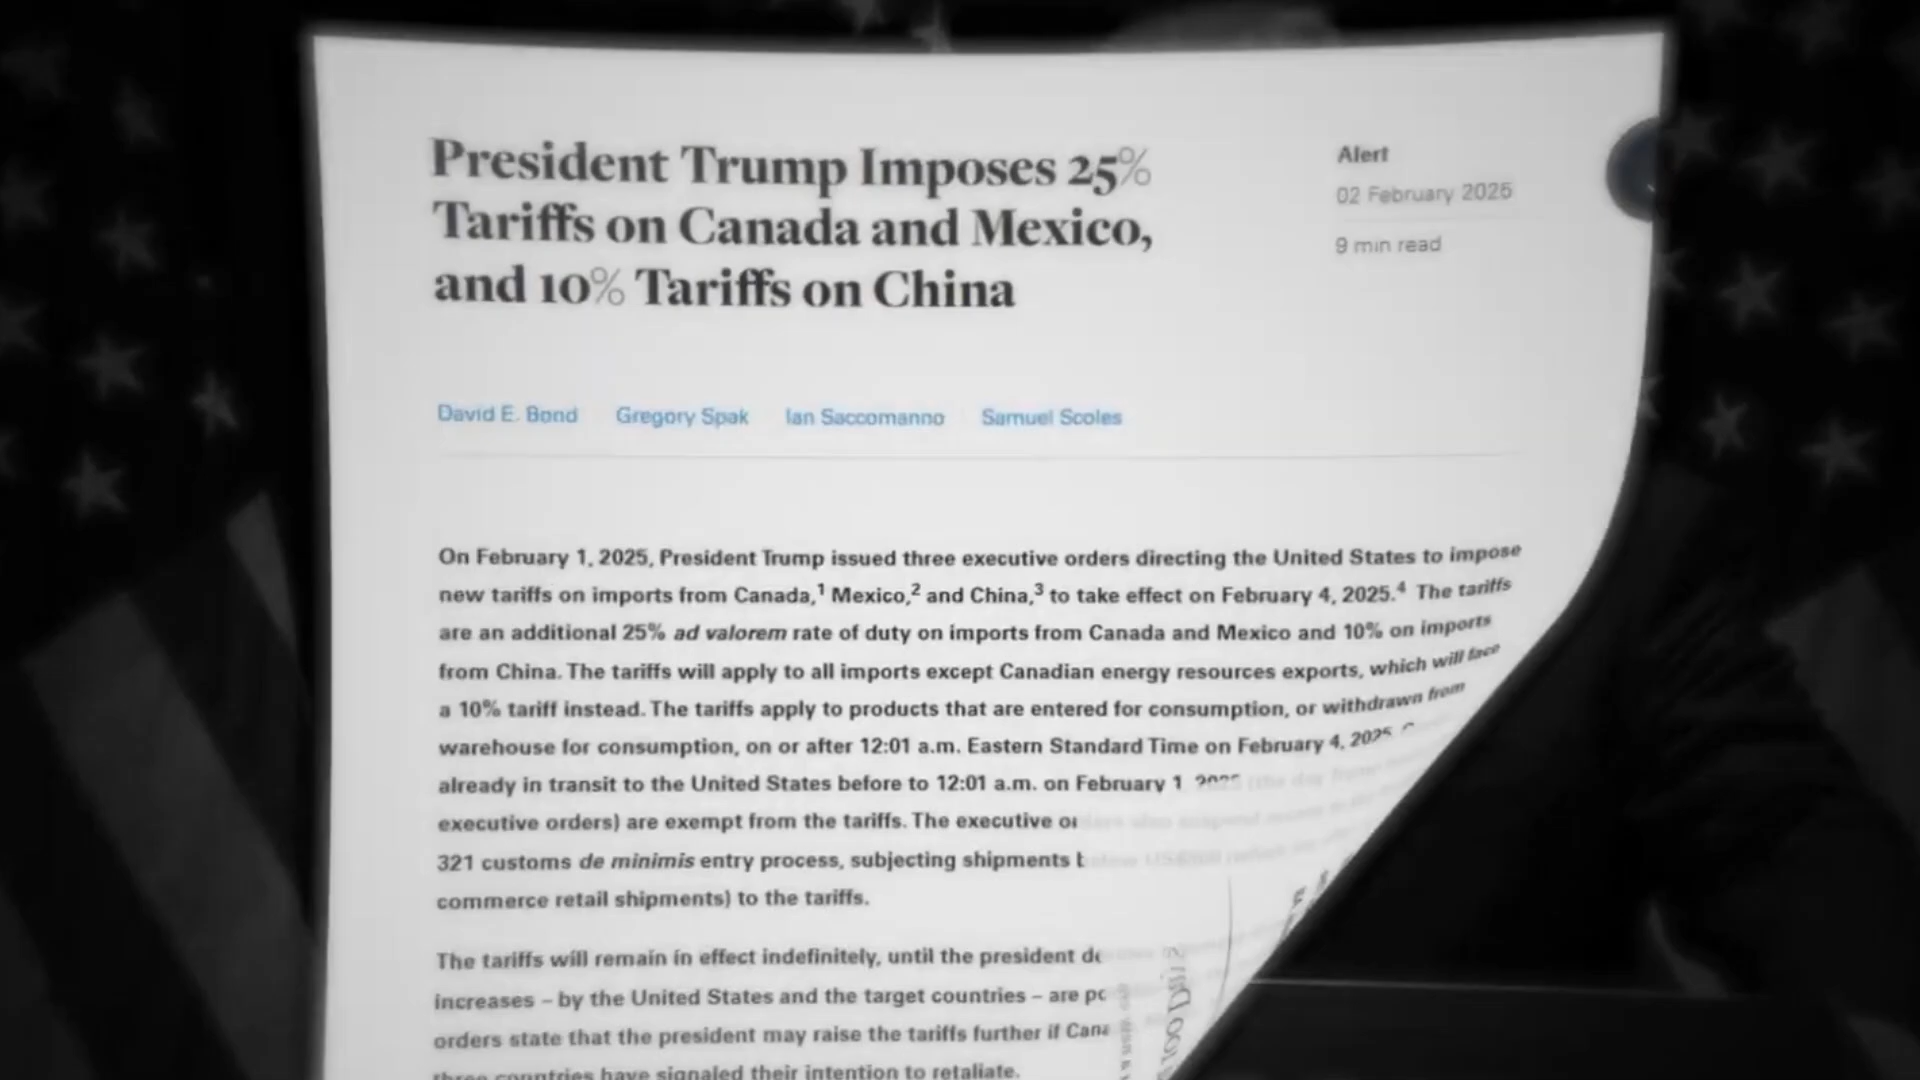 President Trump Imposes 25%
Tariffs on Canada and Mexico,
and 10% Tariffs on China
Alert
02 February 2025
9 min read
David E. Bond Gregory Spak Ian Saccomanno Samuel Scoles
On February 1, 2025, President Trump issued three executive orders directing the United States to impose
new tariffs on imports from Canada,1 Mexico,2 and China,3 to take effect on February 4, 2025.4 The tariffs
are an additional 25% ad valorem rate of duty on imports from Canada and Mexico and 10% on imports
from China. The tariffs will apply to all imports except Canadian energy resources exports, which will face
a 10% tariff instead. The tariffs apply to products that are entered for consumption, or withdrawn from
warehouse for consumption, on or after 12:01 a.m. Eastern Standard Time on February 4, 2025
already in transit to the United States before to 12:01 a.m. on February 1 2025
executive orders) are exempt from the tariffs. The executive
321 customs de minimis entry process, subjecting shipments
commerce retail shipments) to the tariffs.
The tariffs will remain in effect indefinitely, until the president
increases – by the United States and the target countries – are
orders state that the president may raise the tariffs further if
three countries have signaled their intention to retaliate.